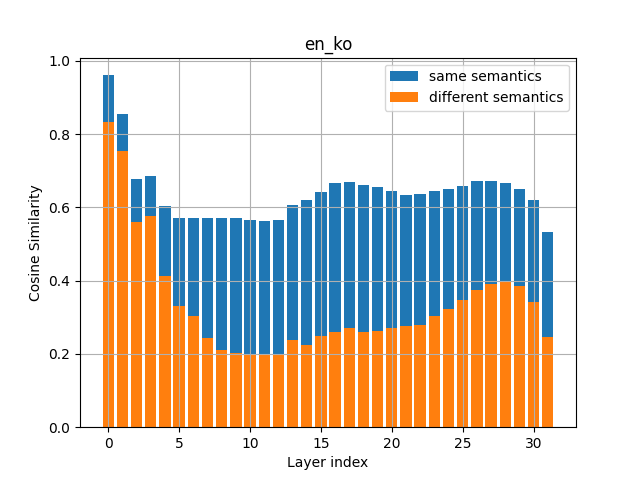 en_ko
same semantics
different semantics
1.0
0.8
0.6
0.4
0.2
0.0
Cosine Similarity
0 5 10 15 20 25 30
Layer index